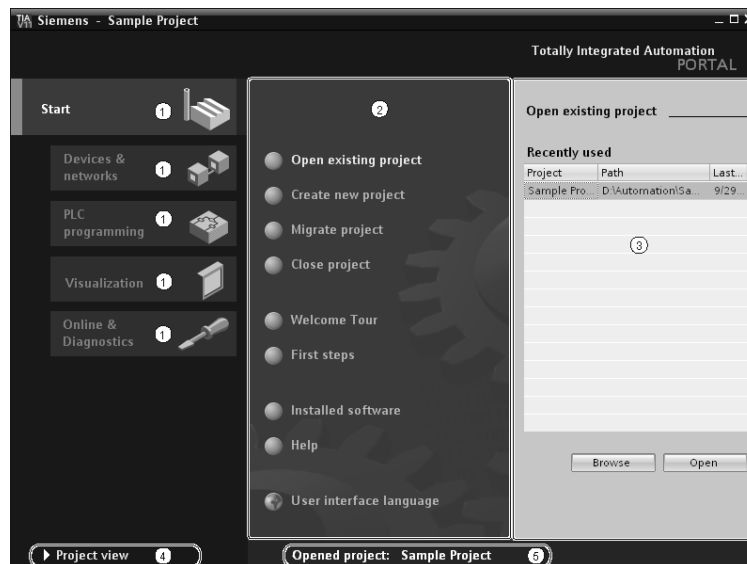 TIA V11 Siemens - Sample Project
Totally Integrated Automation
PORTAL
Start 1
Devices & networks 1
PLC programming 1
Visualization 1
Online & Diagnostics 1
2
Open existing project
Create new project
Migrate project
Close project
Welcome Tour
First steps
Installed software
Help
User interface language
Open existing project
Recently used
Project Path Last...
Sample Pro... D:\Automation\Sa... 9/29...
3
Browse Open
Project view 4
Opened project: Sample Project 5